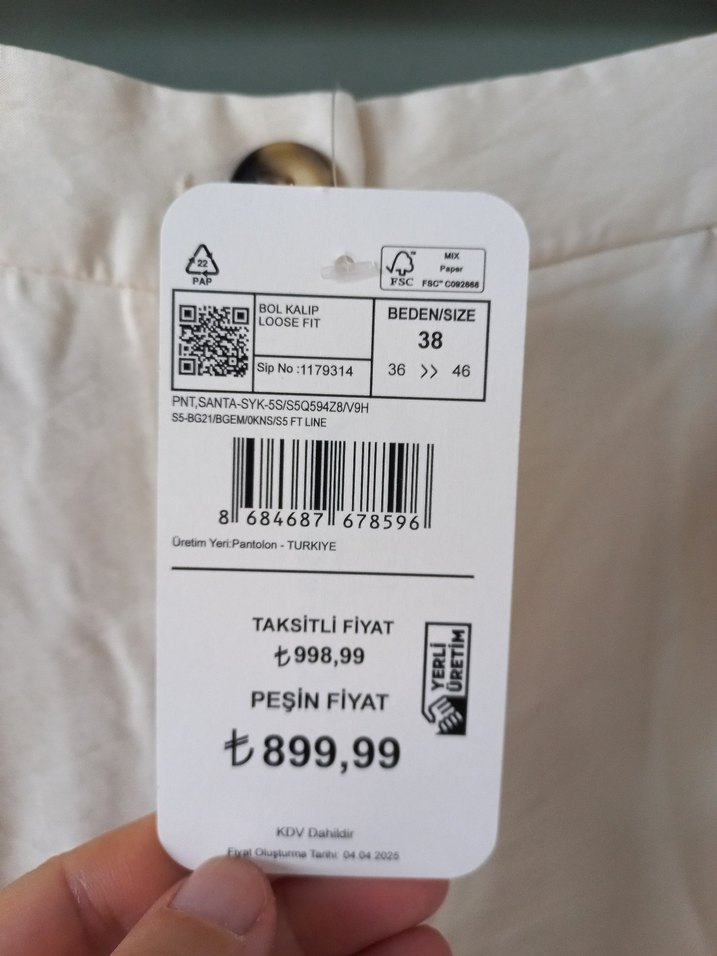 22
PAP
FSC
MIX
Paper
FSC™ C092868
BOL KALIP
LOOSE FIT
Sip No :1179314
BEDEN/SIZE
38
36 >> 46
PNT,SANTA-SYK-5S/S5Q594Z8/V9H
S5-BG21/BGEM/0KNS/S5 FT LINE
8 684687 678596
Üretim Yeri:Pantolon - TURKIYE
TAKSİTLİ FİYAT
₺998,99
PEŞİN FİYAT
₺899,99
YERLİ
ÜRETİM
KDV Dahildir
Fiyat Oluşturma Tarihi: 04.04.2025